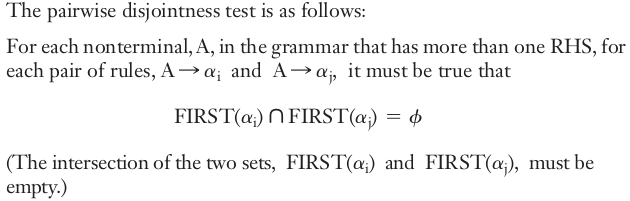 The pairwise disjointness test is as follows:
For each nonterminal, A, in the grammar that has more than one RHS, for
each pair of rules, A → αi and A → αj, it must be true that
FIRST(αi) ∩ FIRST(αj) = ϕ
(The intersection of the two sets, FIRST(αi) and FIRST(αj), must be
empty.)